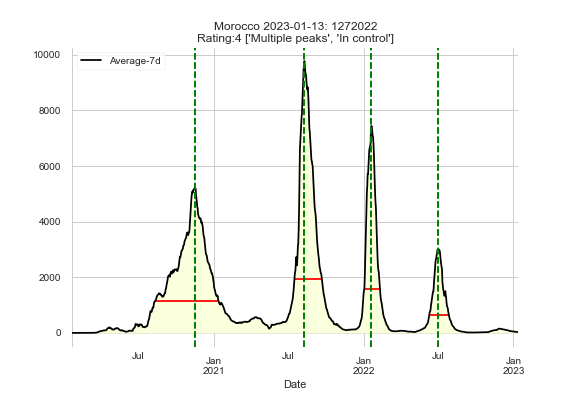 Morocco 2023-01-13: 1272022
Rating:4 ['Multiple peaks', 'In control']
Average-7d
10000
8000
6000
4000
2000
0
Jul
Jan
2021
Jul
Jan
2022
Jul
Jan
2023
Date